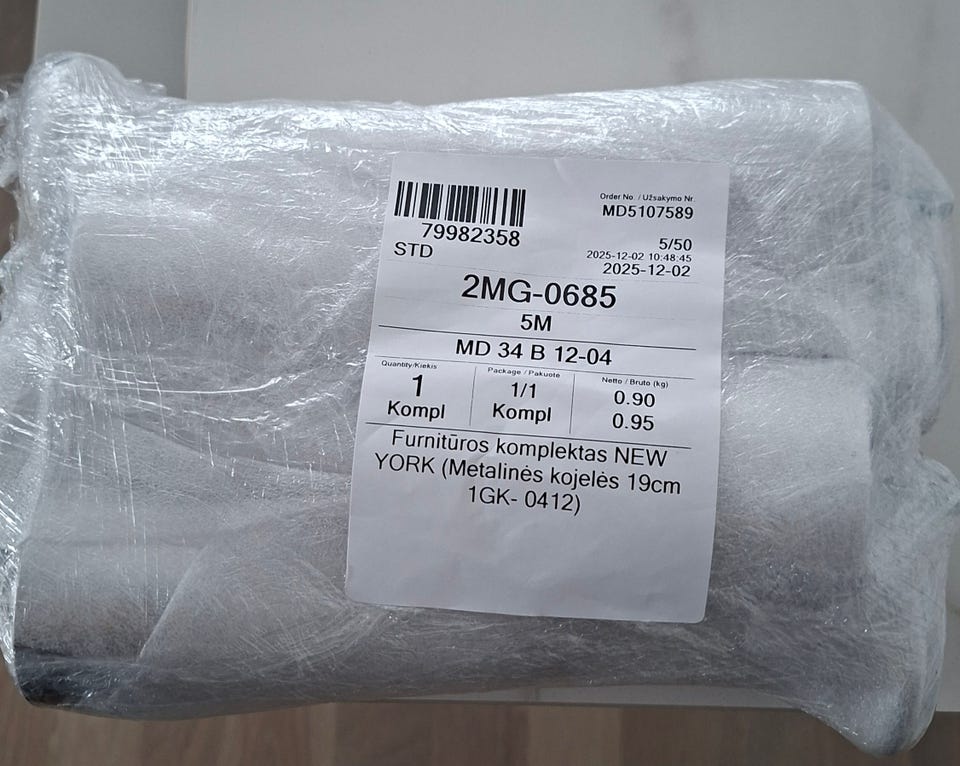 79982358
STD
Order No. / Užsakymo Nr.
MD5107589
5/50
2025-12-02 10:48:45
2025-12-02
2MG-0685
5M
MD 34 B 12-04
Quantity/Kiekis
1
Kompl
Package / Pakuotė
1/1
Kompl
Netto / Bruto (kg)
0.90
0.95
Furnitūros komplektas NEW
YORK (Metalinės kojelės 19cm
1GK- 0412)